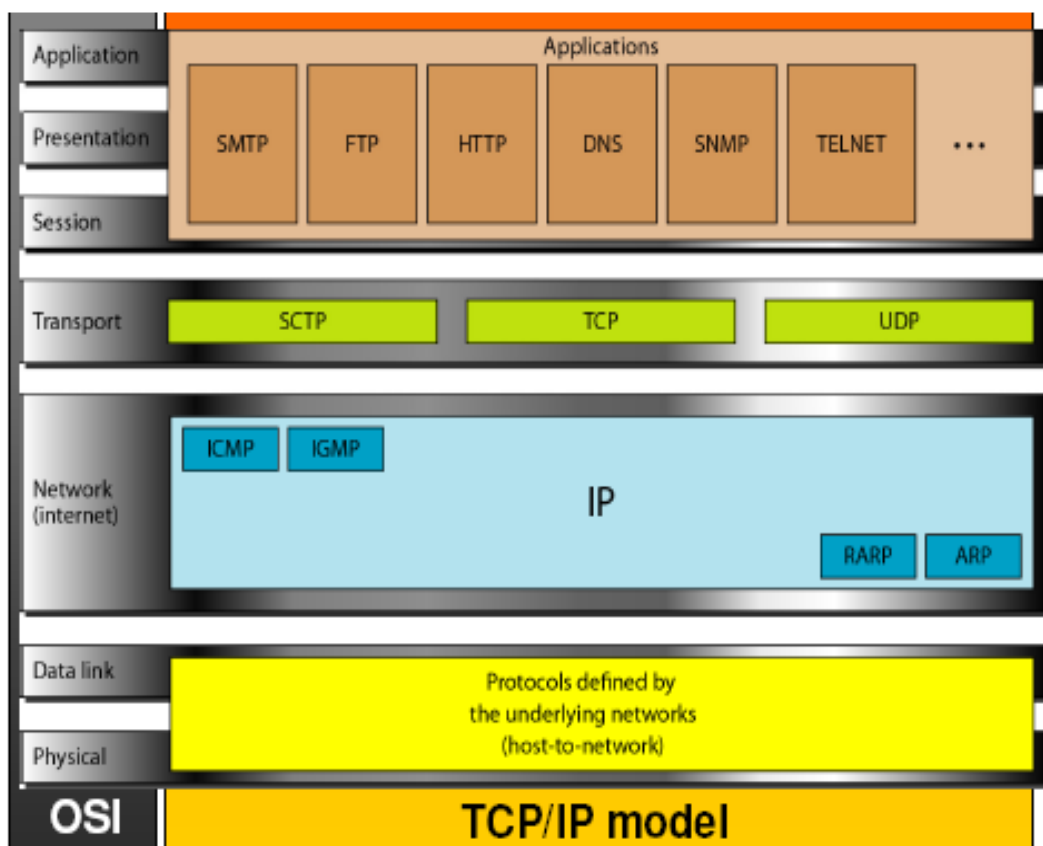 Application
Applications
Presentation
SMTP FTP HTTP DNS SNMP TELNET ...
Session
Transport
SCTP TCP UDP
ICMP IGMP
Network
(internet)
IP
RARP ARP
Data link
Protocols defined by
the underlying networks
(host-to-network)
Physical
OSI TCP/IP model